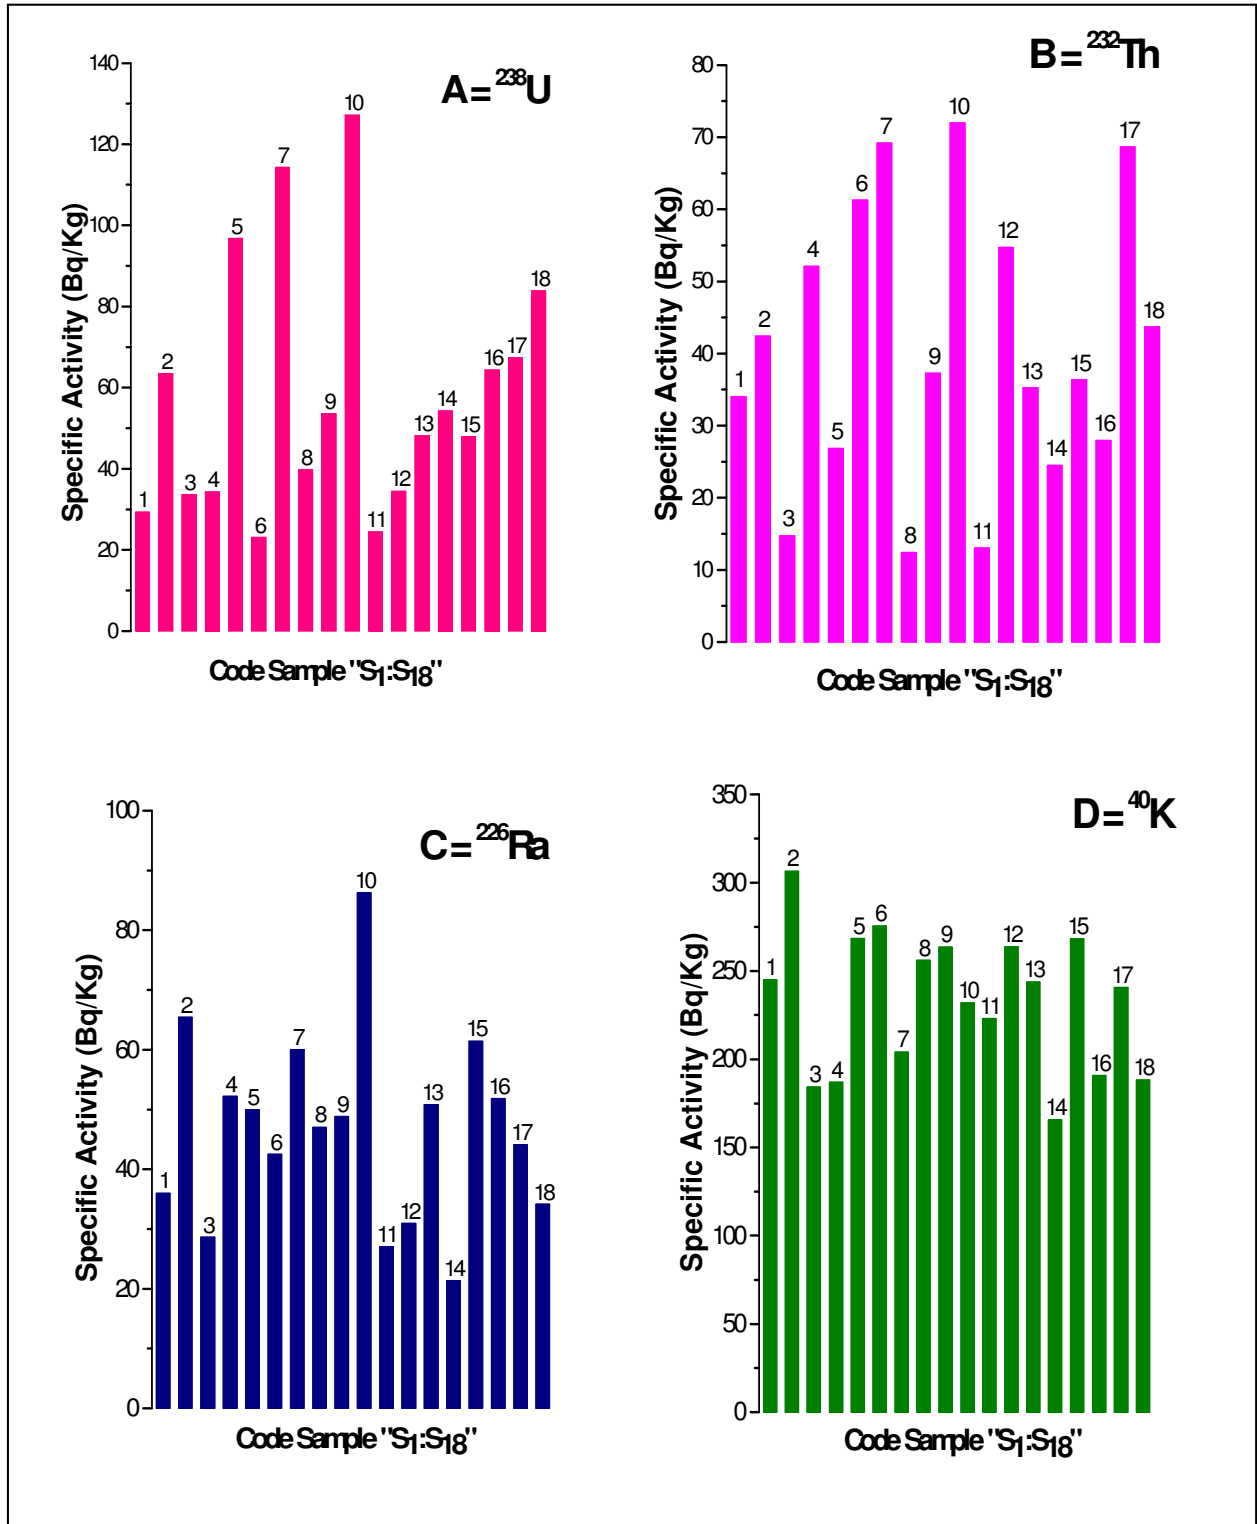 A= ²³⁸U
140
120
100
80
60
40
20
0
Specific Activity (Bq/Kg)
1 2 3 4 5 6 7 8 9 10 11 12 13 14 15 16 17 18
Code Sample "S1:S18"
B= ²³²Th
80
70
60
50
40
30
20
10
0
Specific Activity (Bq/Kg)
1 2 3 4 5 6 7 8 9 10 11 12 13 14 15 16 17 18
Code Sample "S1:S18"
C= ²²⁶Ra
100
80
60
40
20
0
Specific Activity (Bq/Kg)
1 2 3 4 5 6 7 8 9 10 11 12 13 14 15 16 17 18
Code Sample "S1:S18"
D= ⁴⁰K
350
300
250
200
150
100
50
0
Specific Activity (Bq/Kg)
1 2 3 4 5 6 7 8 9 10 11 12 13 14 15 16 17 18
Code Sample "S1:S18"